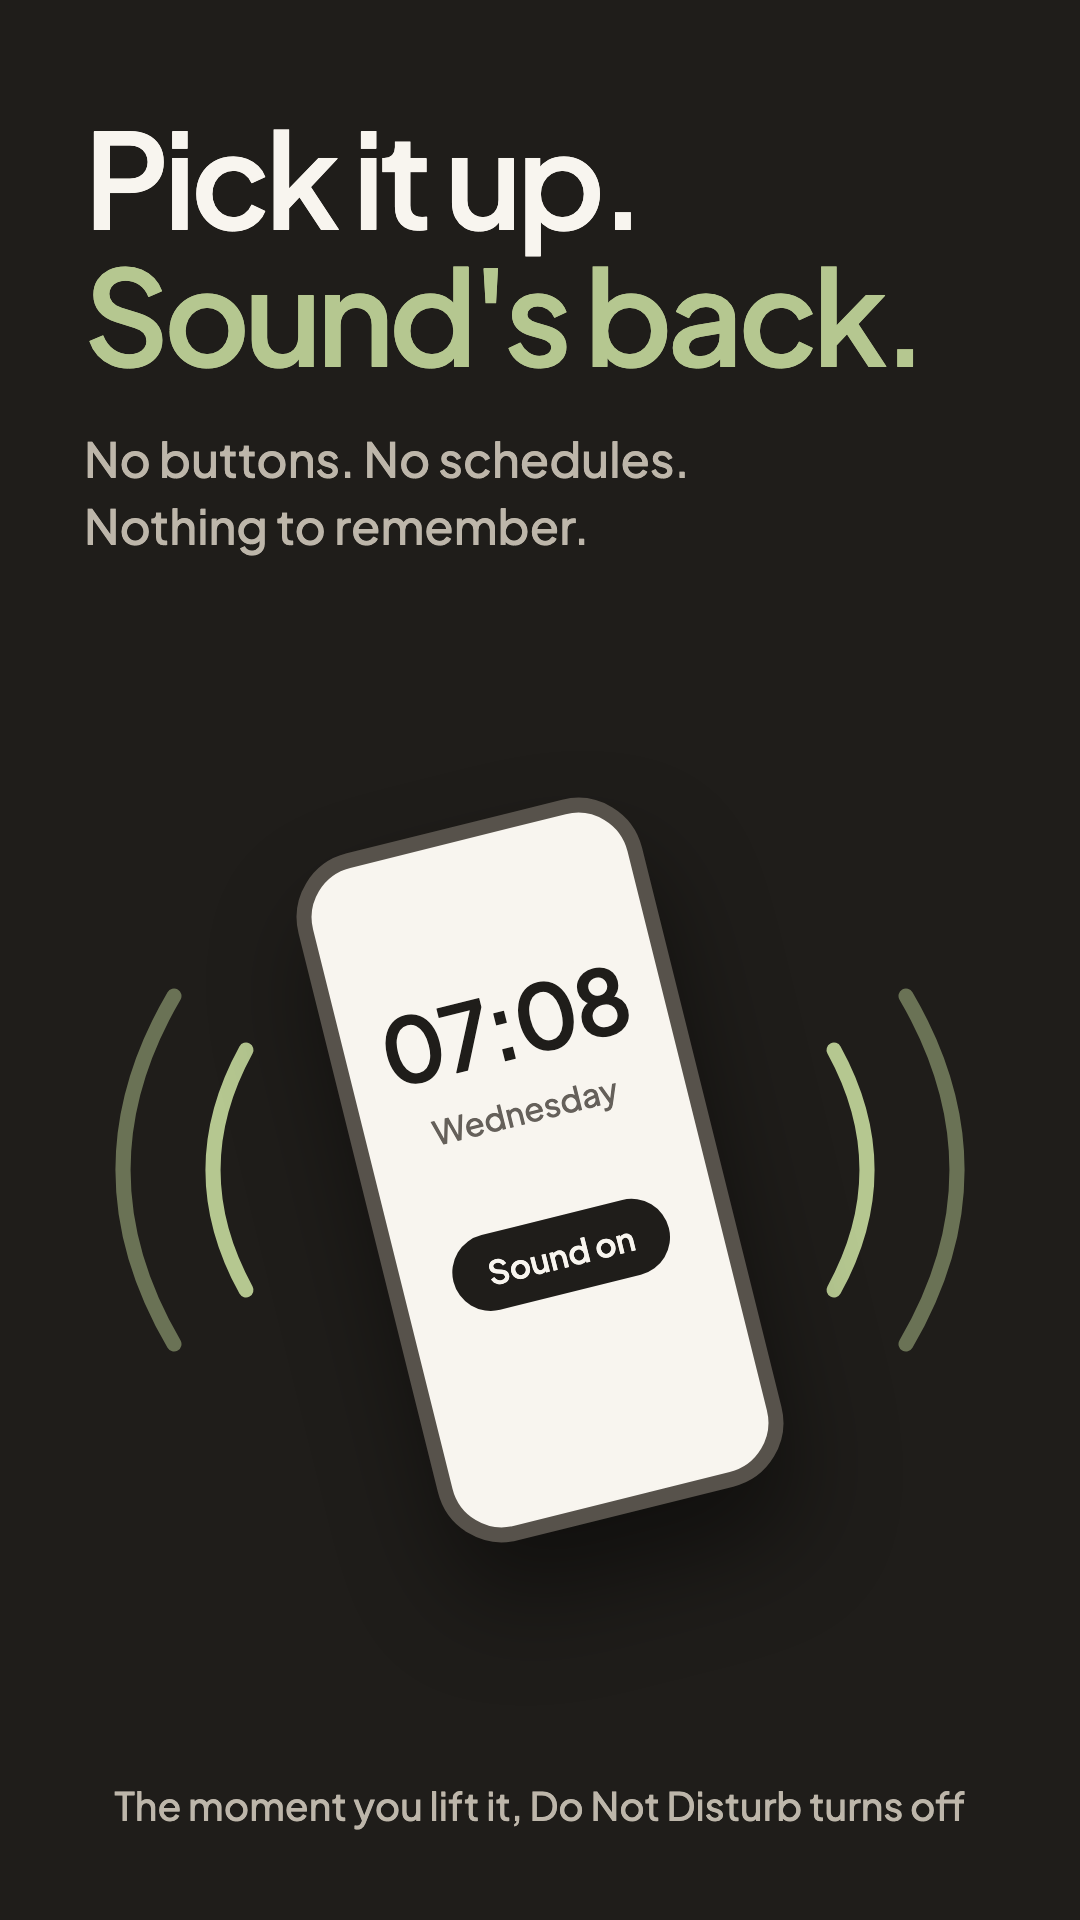 Pick it up.
Sound's back.
No buttons. No schedules.
Nothing to remember.
07:08
Wednesday
Sound on
The moment you lift it, Do Not Disturb turns off